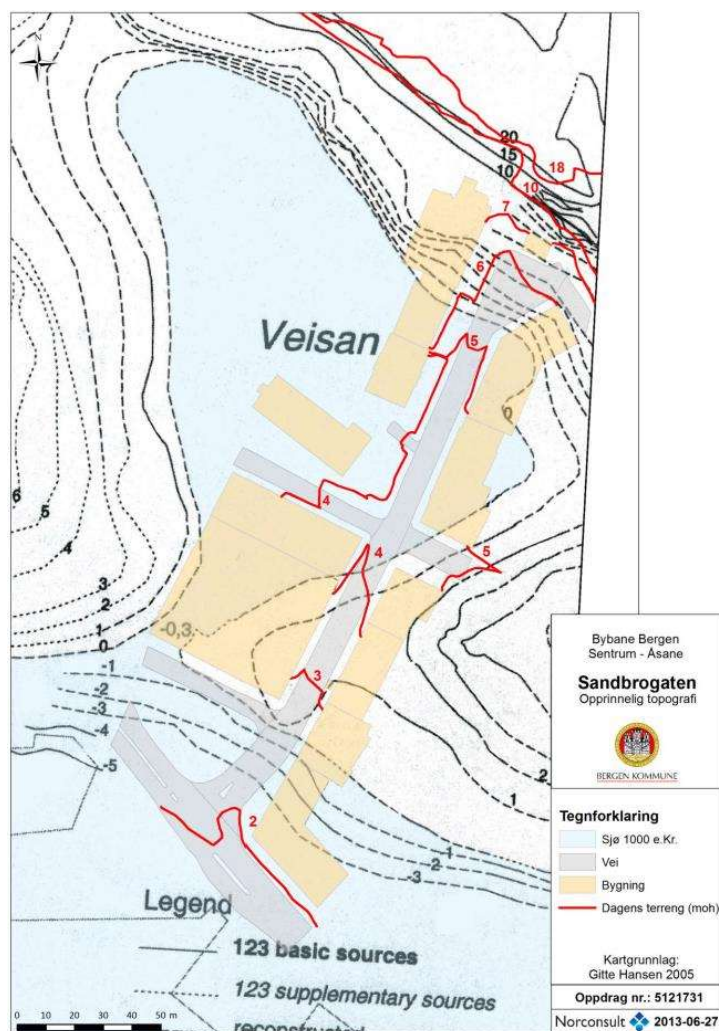 N
20
15
10
18
10
7
6
Veisan
5
0
4
6
5
4
3
2
1
0
4
5
-0,3
-1
-2
-3
-4
-5
3
2
1
2
-1
-2
-3
Legend
123 basic sources
123 supplementary sources
reconstructed
0 10 20 30 40 50 m
Bybane Bergen
Sentrum - Åsane
Sandbrogaten
Opprinnelig topografi
BERGEN KOMMUNE
Tegnforklaring
Sjø 1000 e.Kr.
Vei
Bygning
Dagens terreng (moh)
Kartgrunnlag:
Gitte Hansen 2005
Oppdrag nr.: 5121731
Norconsult 2013-06-27